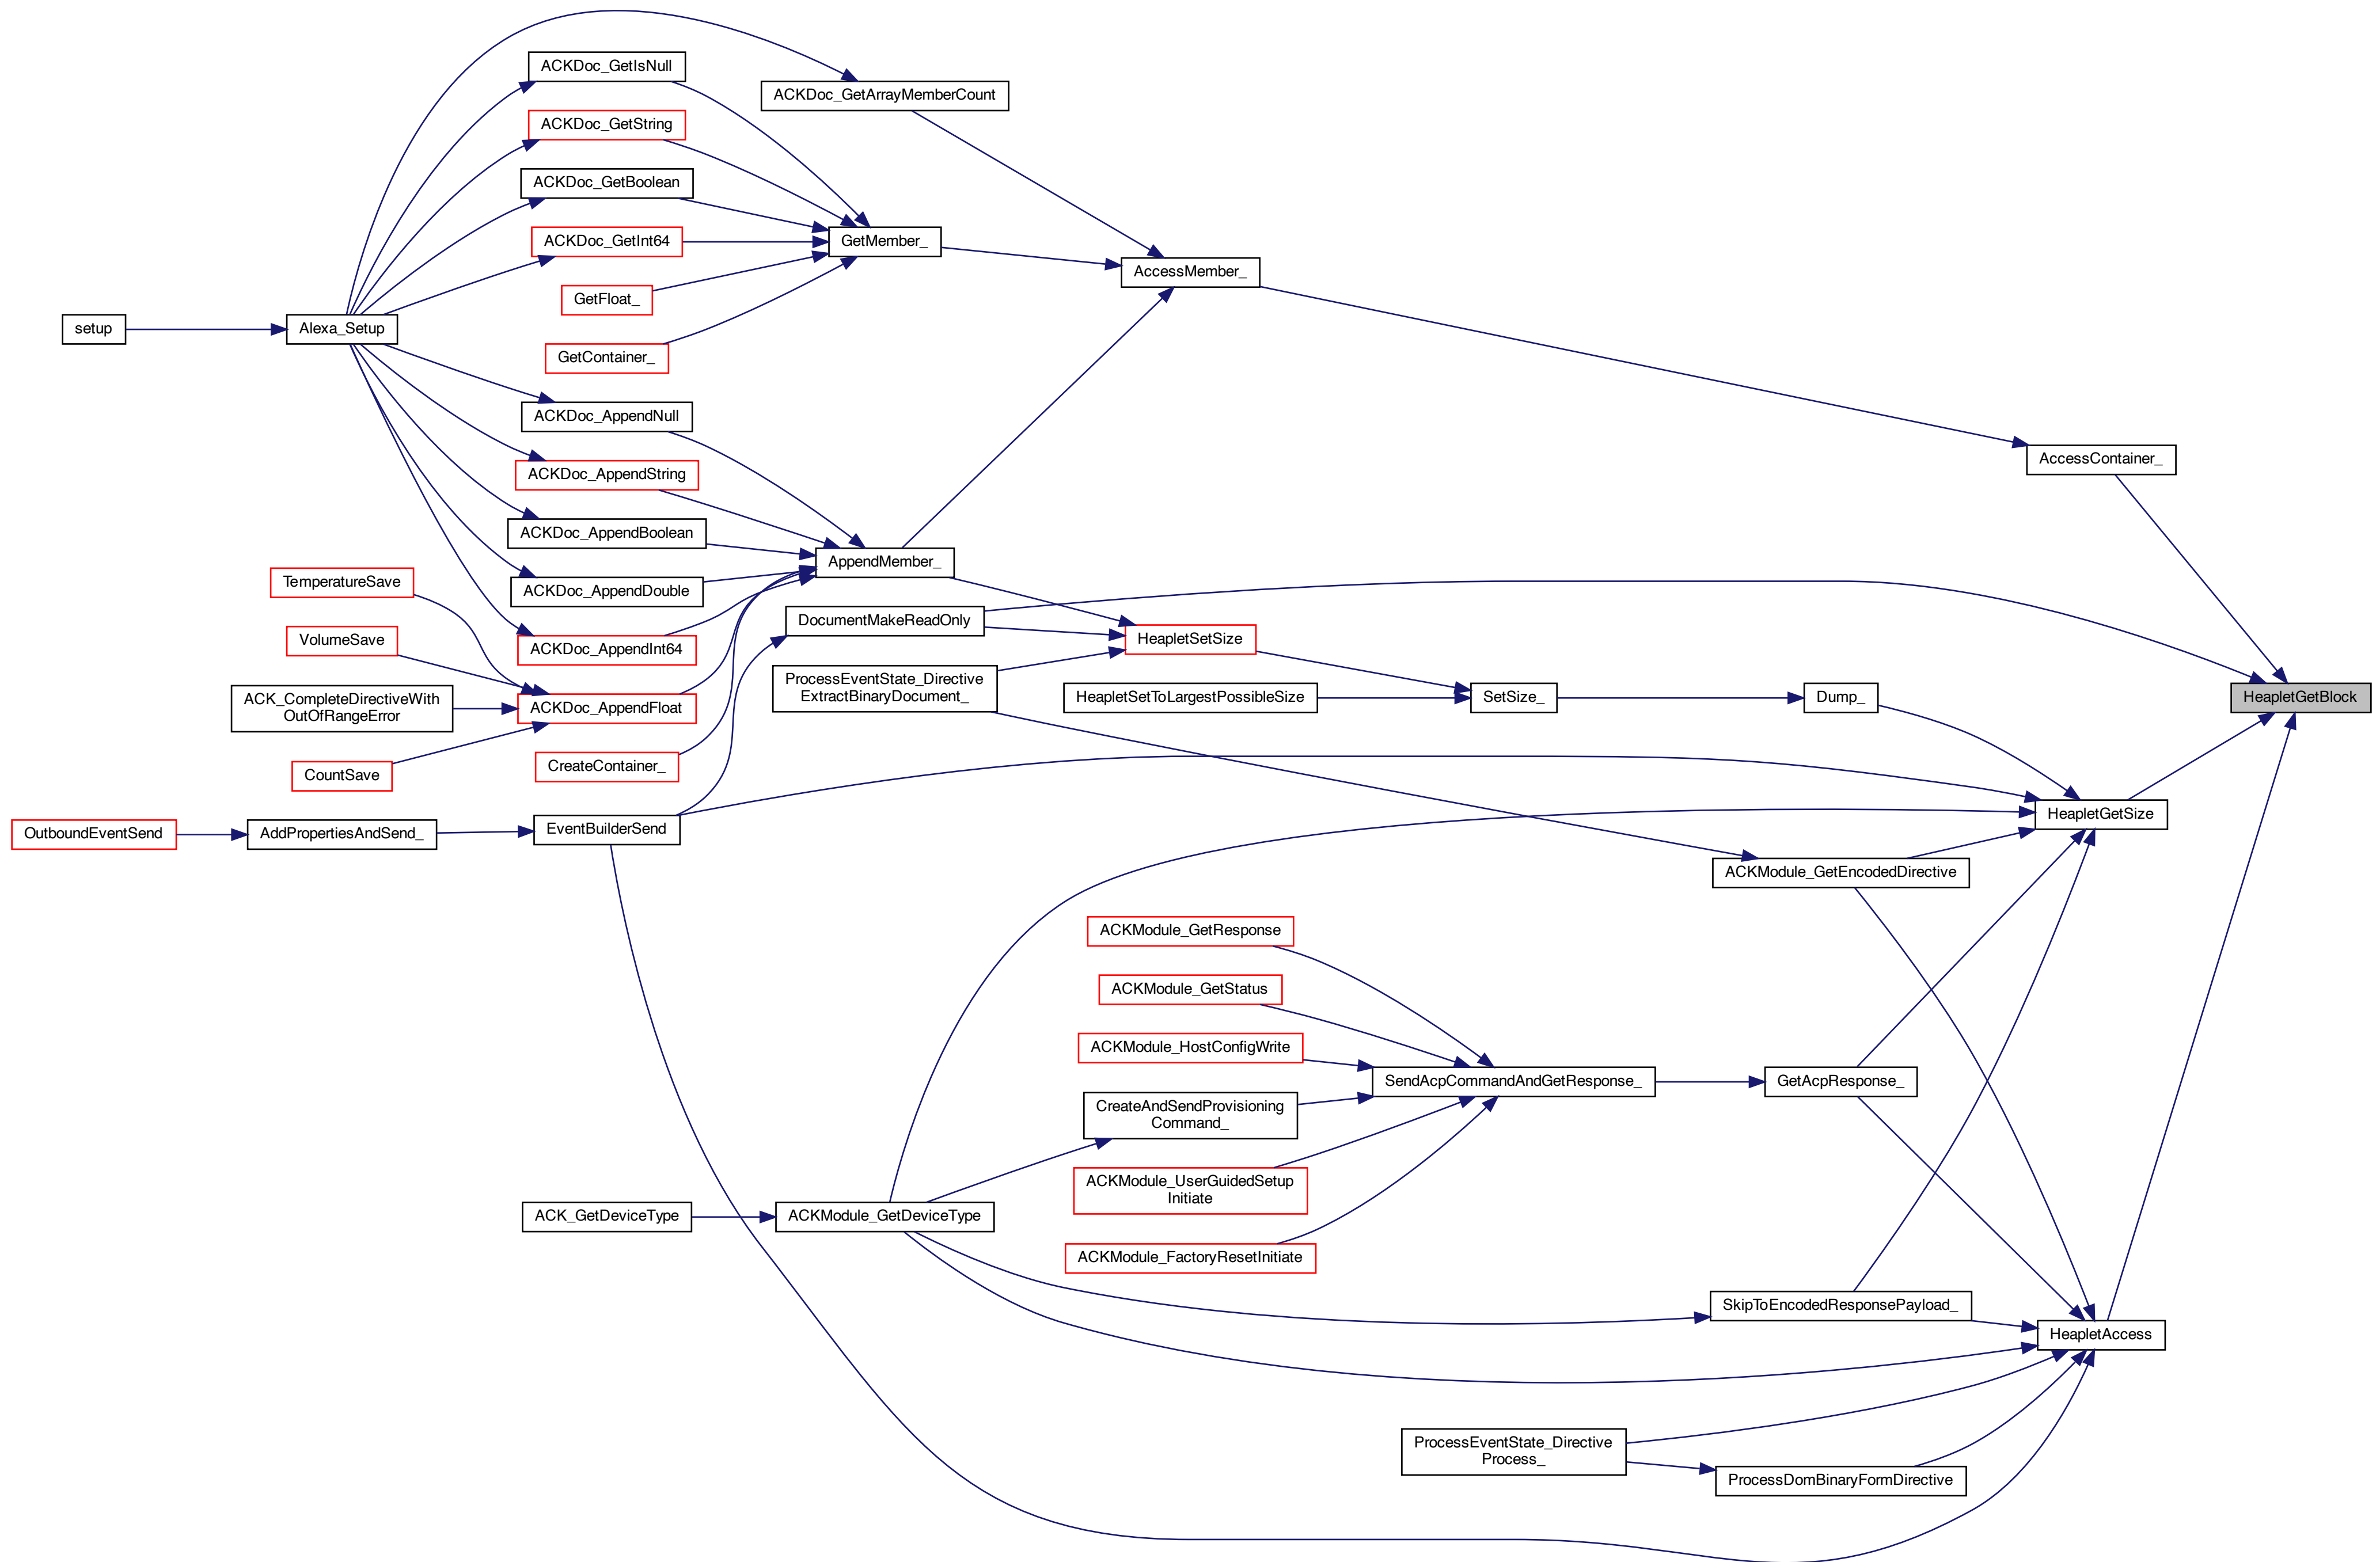 ACKDoc_GetIsNull
ACKDoc_GetArrayMemberCount
ACKDoc_GetString
ACKDoc_GetBoolean
ACKDoc_GetInt64
GetMember_
AccessMember_
GetFloat_
setup
Alexa_Setup
GetContainer_
ACKDoc_AppendNull
AccessContainer_
ACKDoc_AppendString
ACKDoc_AppendBoolean
AppendMember_
TemperatureSave
ACKDoc_AppendDouble
DocumentMakeReadOnly
VolumeSave
ACKDoc_AppendInt64
HeapletSetSize
ProcessEventState_Directive
ExtractBinaryDocument_
HeapletSetToLargestPossibleSize
SetSize_
Dump_
HeapletGetBlock
ACK_CompleteDirectiveWith
OutOfRangeError
ACKDoc_AppendFloat
CountSave
CreateContainer_
OutboundEventSend
AddPropertiesAndSend_
EventBuilderSend
HeapletGetSize
ACKModule_GetEncodedDirective
ACKModule_GetResponse
ACKModule_GetStatus
ACKModule_HostConfigWrite
SendAcpCommandAndGetResponse_
GetAcpResponse_
CreateAndSendProvisioning
Command_
ACKModule_UserGuidedSetup
Initiate
ACK_GetDeviceType
ACKModule_GetDeviceType
ACKModule_FactoryResetInitiate
SkipToEncodedResponsePayload_
HeapletAccess
ProcessEventState_Directive
Process_
ProcessDomBinaryFormDirective